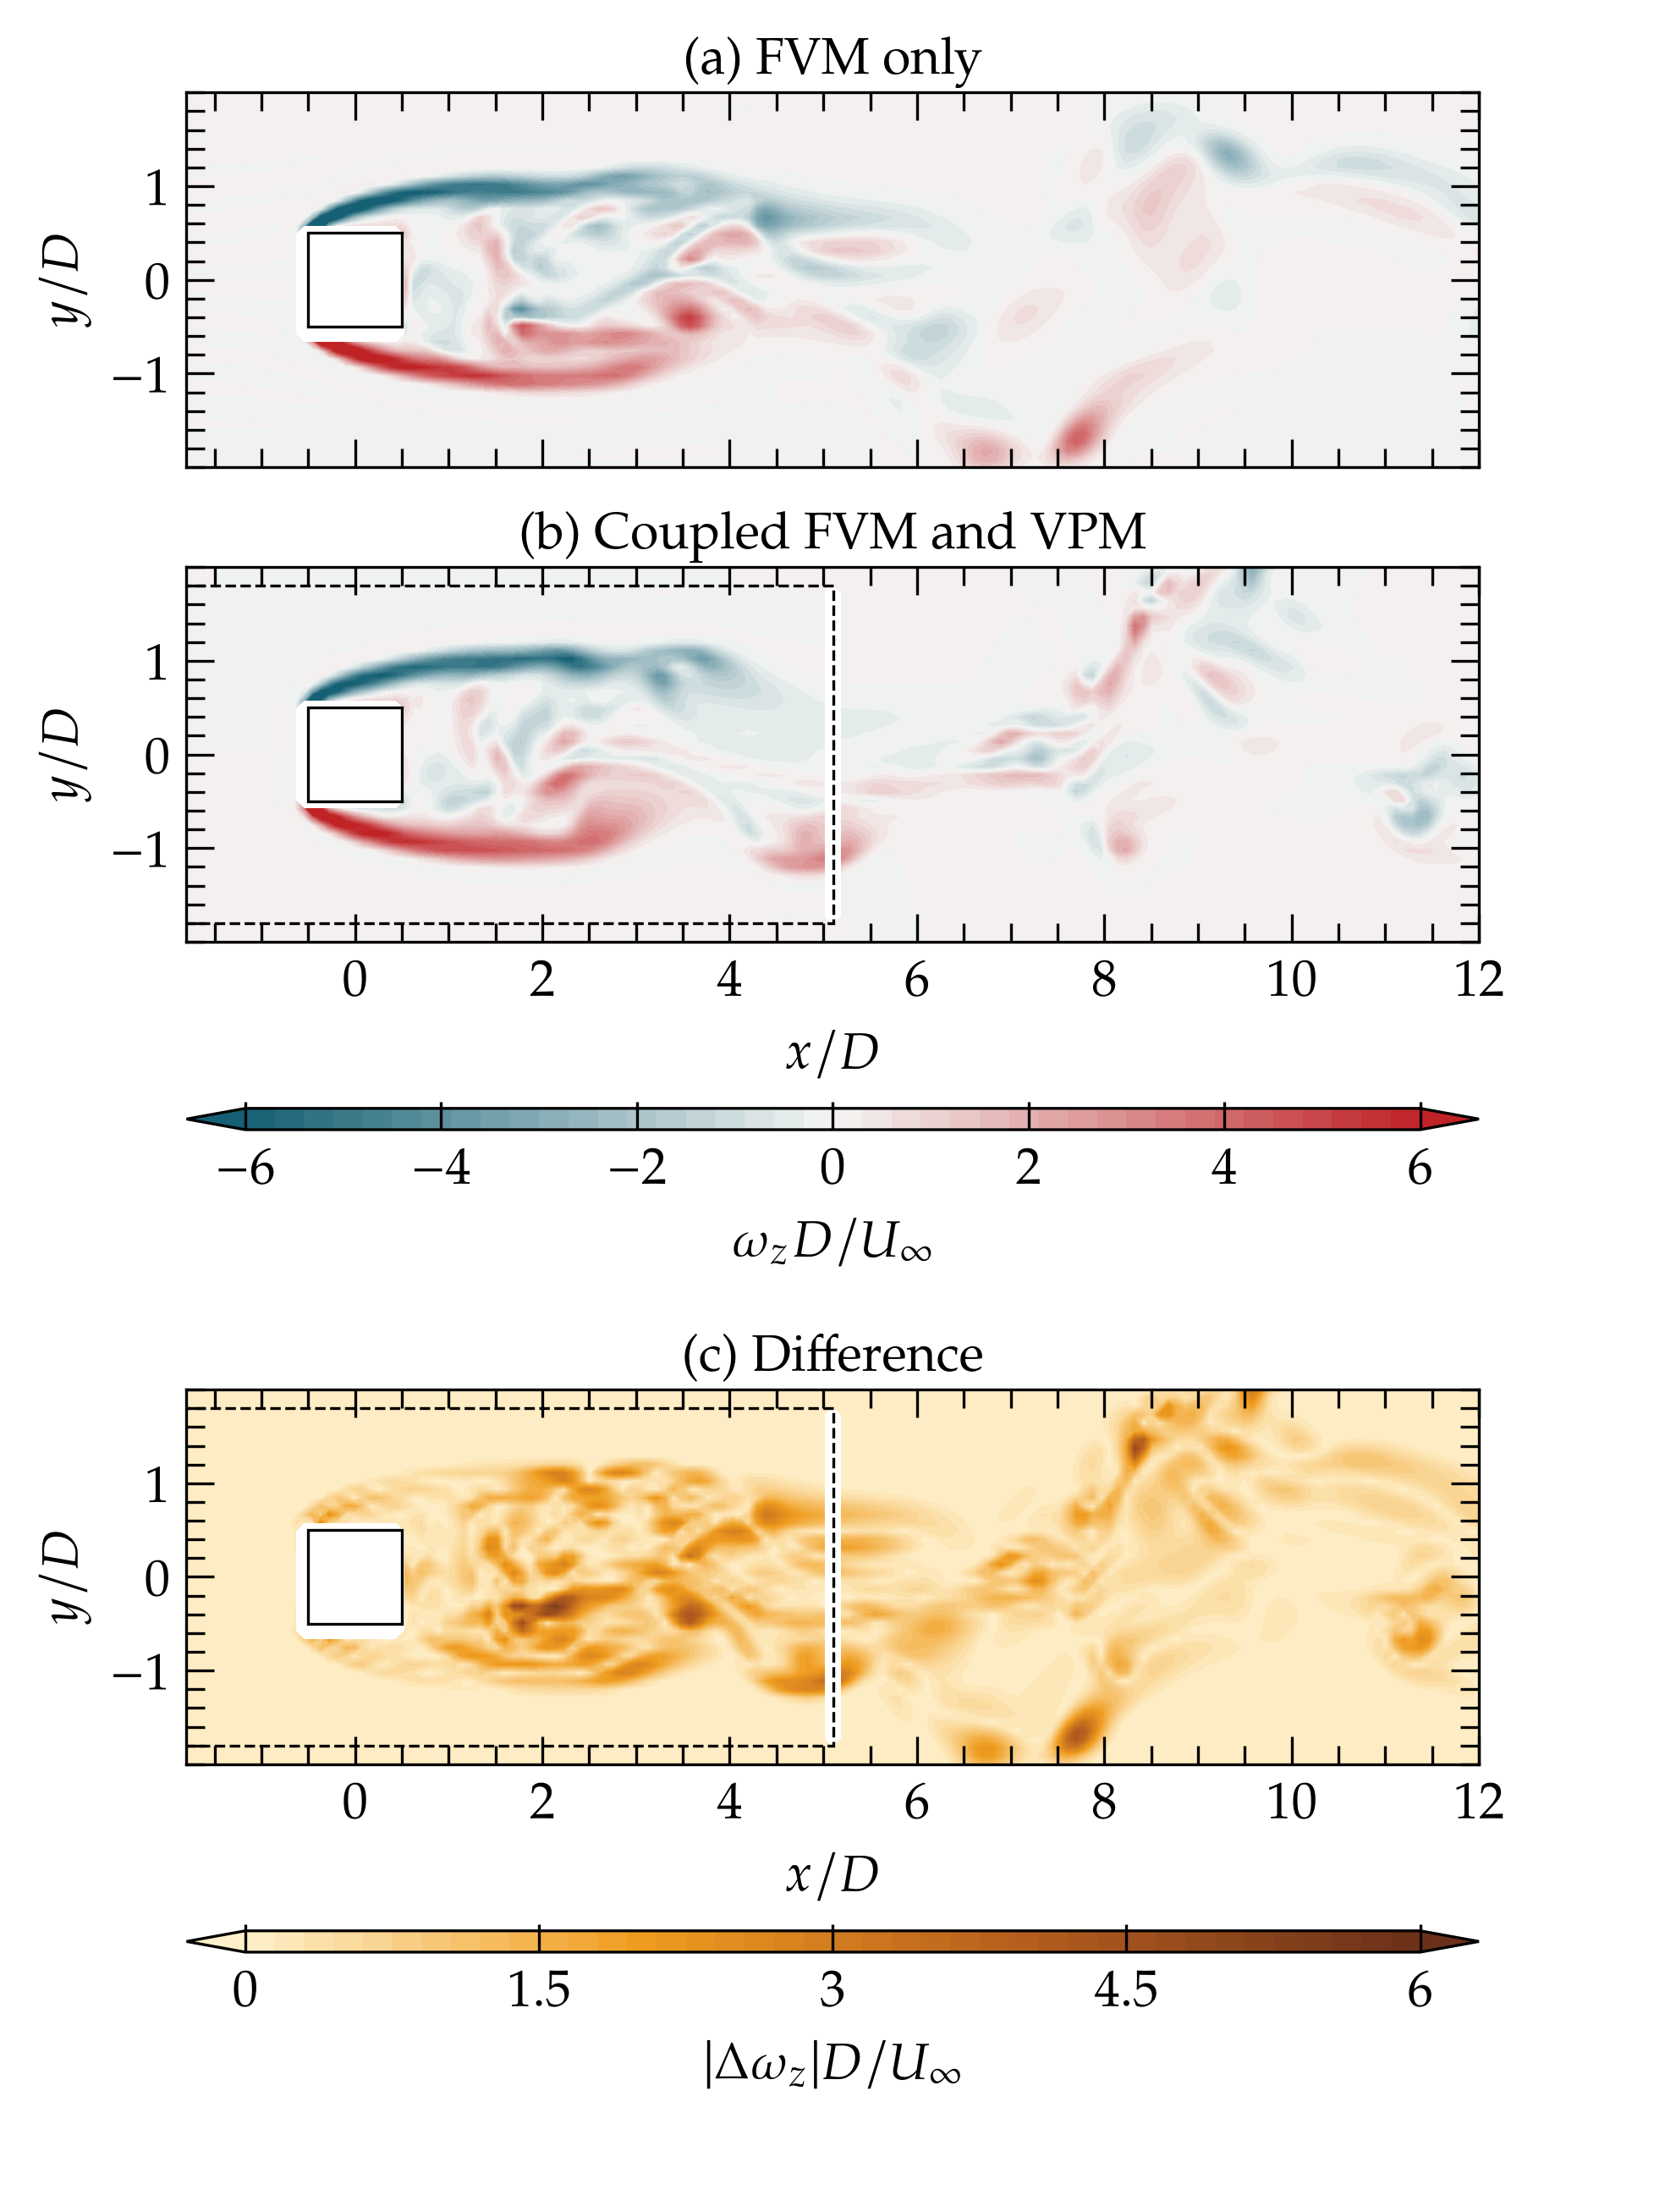 (a) FVM only
1
0
−1
y/D
(b) Coupled FVM and VPM
1
0
−1
y/D
0 2 4 6 8 10 12
x/D
−6 −4 −2 0 2 4 6
ω_z D/U_∞
(c) Difference
1
0
−1
y/D
0 2 4 6 8 10 12
x/D
0 1.5 3 4.5 6
|Δω_z|D/U_∞